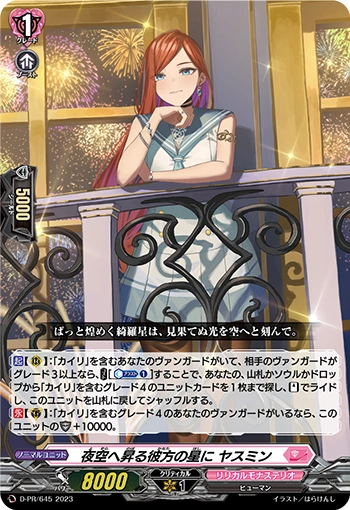 1
グレード
ブースト
5000
シールド
ぱっと煌めく綺羅星は、見果てぬ光を空へと刻んで。
起【】:「カイリ」を含むあなたのヴァンガードがいて、相手のヴァンガードが
グレード3以上なら、【ブラスト1】することで、あなたの、山札かソウルかドロッ
プから「カイリ」を含むグレード4のユニットカードを1枚まで探し、Ⓥにライド
し、このユニットを山札に戻してシャッフルする。
永【】:「カイリ」を含むグレード4のあなたのヴァンガードがいるなら、この
ユニットの+10000。
ノーマルユニット
夜空へ昇る彼方の星に ヤスミン
パワー
8000
クリティカル
1
リリカルモナステリオ
ヒューマン
D-PR/645 2023
イラスト/はらけんし